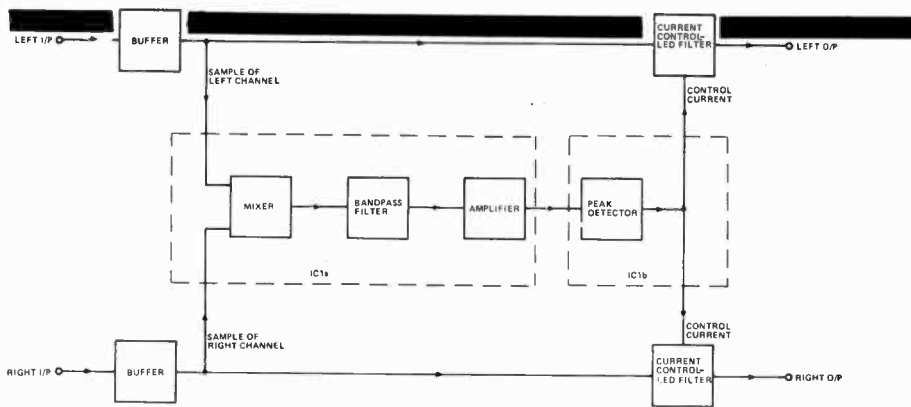 LEFT I/P
BUFFER
CURRENT
CONTROL-
LED FILTER
LEFT O/P
SAMPLE OF
LEFT CHANNEL
CONTROL
CURRENT
MIXER
BANDPASS
FILTER
AMPLIFIER
PEAK
DETECTOR
IC1a
IC1b
SAMPLE OF
RIGHT CHANNEL
CONTROL
CURRENT
RIGHT I/P
BUFFER
CURRENT
CONTROL-
LED FILTER
RIGHT O/P